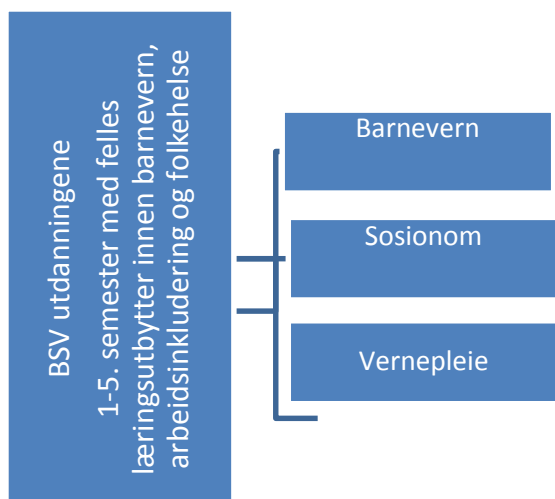 BSV utdanningene
1-5. semester med felles
læringsutbytter innen barnevern,
arbeidsinkludering og folkehelse
Barnevern
Sosionom
Vernepleie